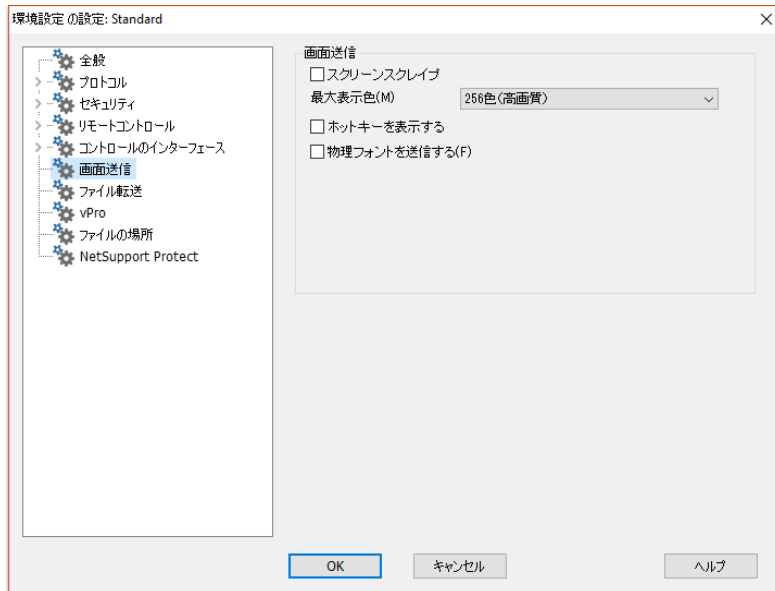 環境設定 の設定: Standard
全般
プロトコル
セキュリティ
リモートコントロール
コントロールのインターフェース
画面送信
ファイル転送
vPro
ファイルの場所
NetSupport Protect
画面送信
スクリーンスクレイプ
最大表示色(M) 256色(高画質)
ホットキーを表示する
物理フォントを送信する(F)
OK キャンセル ヘルプ